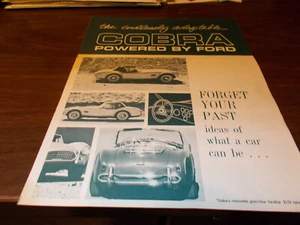 the continually adaptable...
COBRA
POWERED BY FORD
FORGET
YOUR
PAST
ideas of
what a car
can be . . .